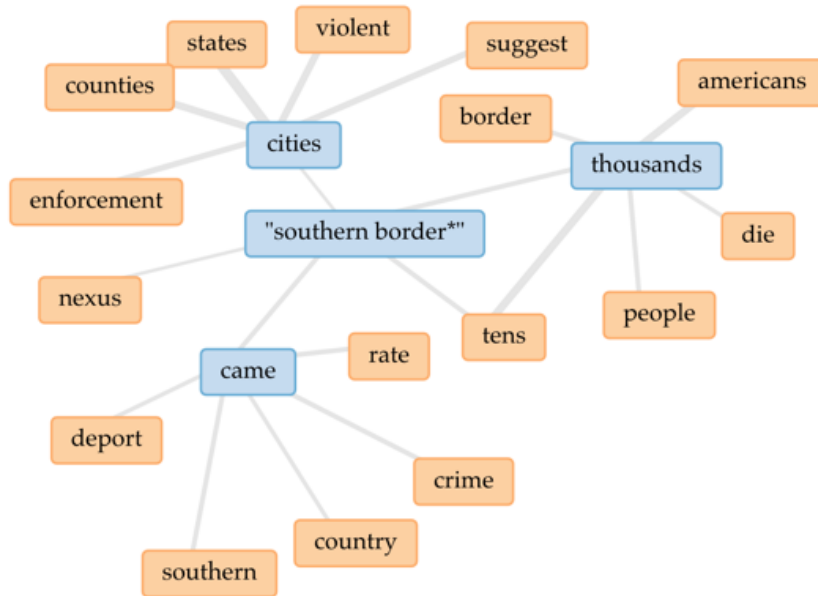 violent
states
suggest
counties
americans
border
cities
thousands
enforcement
"southern border*"
die
nexus
people
tens
rate
came
deport
crime
country
southern